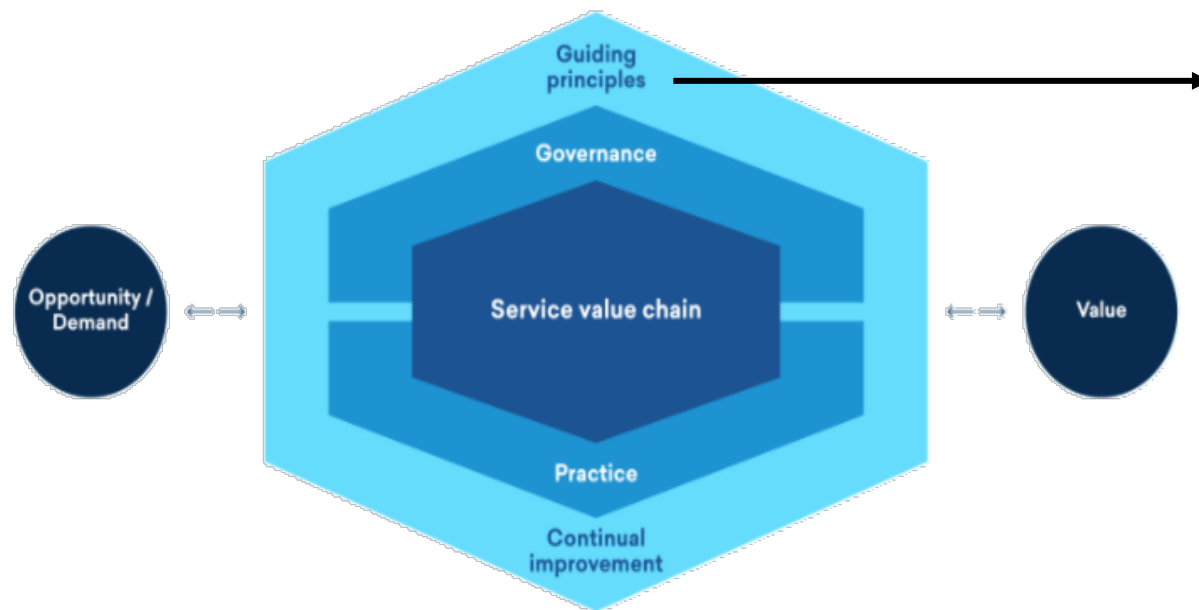 Guiding
principles
Governance
Opportunity /
Demand
Service value chain
Value
Practice
Continual
improvement